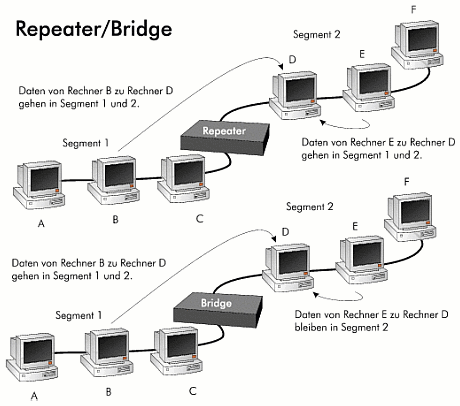 Repeater/Bridge
F
Segment 2
D
E
Daten von Rechner B zu Rechner D
gehen in Segment 1 und 2.
Repeater
Daten von Rechner E zu Rechner D
gehen in Segment 1 und 2.
Segment 1
A
B
C
F
Segment 2
D
E
Daten von Rechner B zu Rechner D
gehen in Segment 1 und 2.
Bridge
Daten von Rechner E zu Rechner D
bleiben in Segment 2
Segment 1
A
B
C